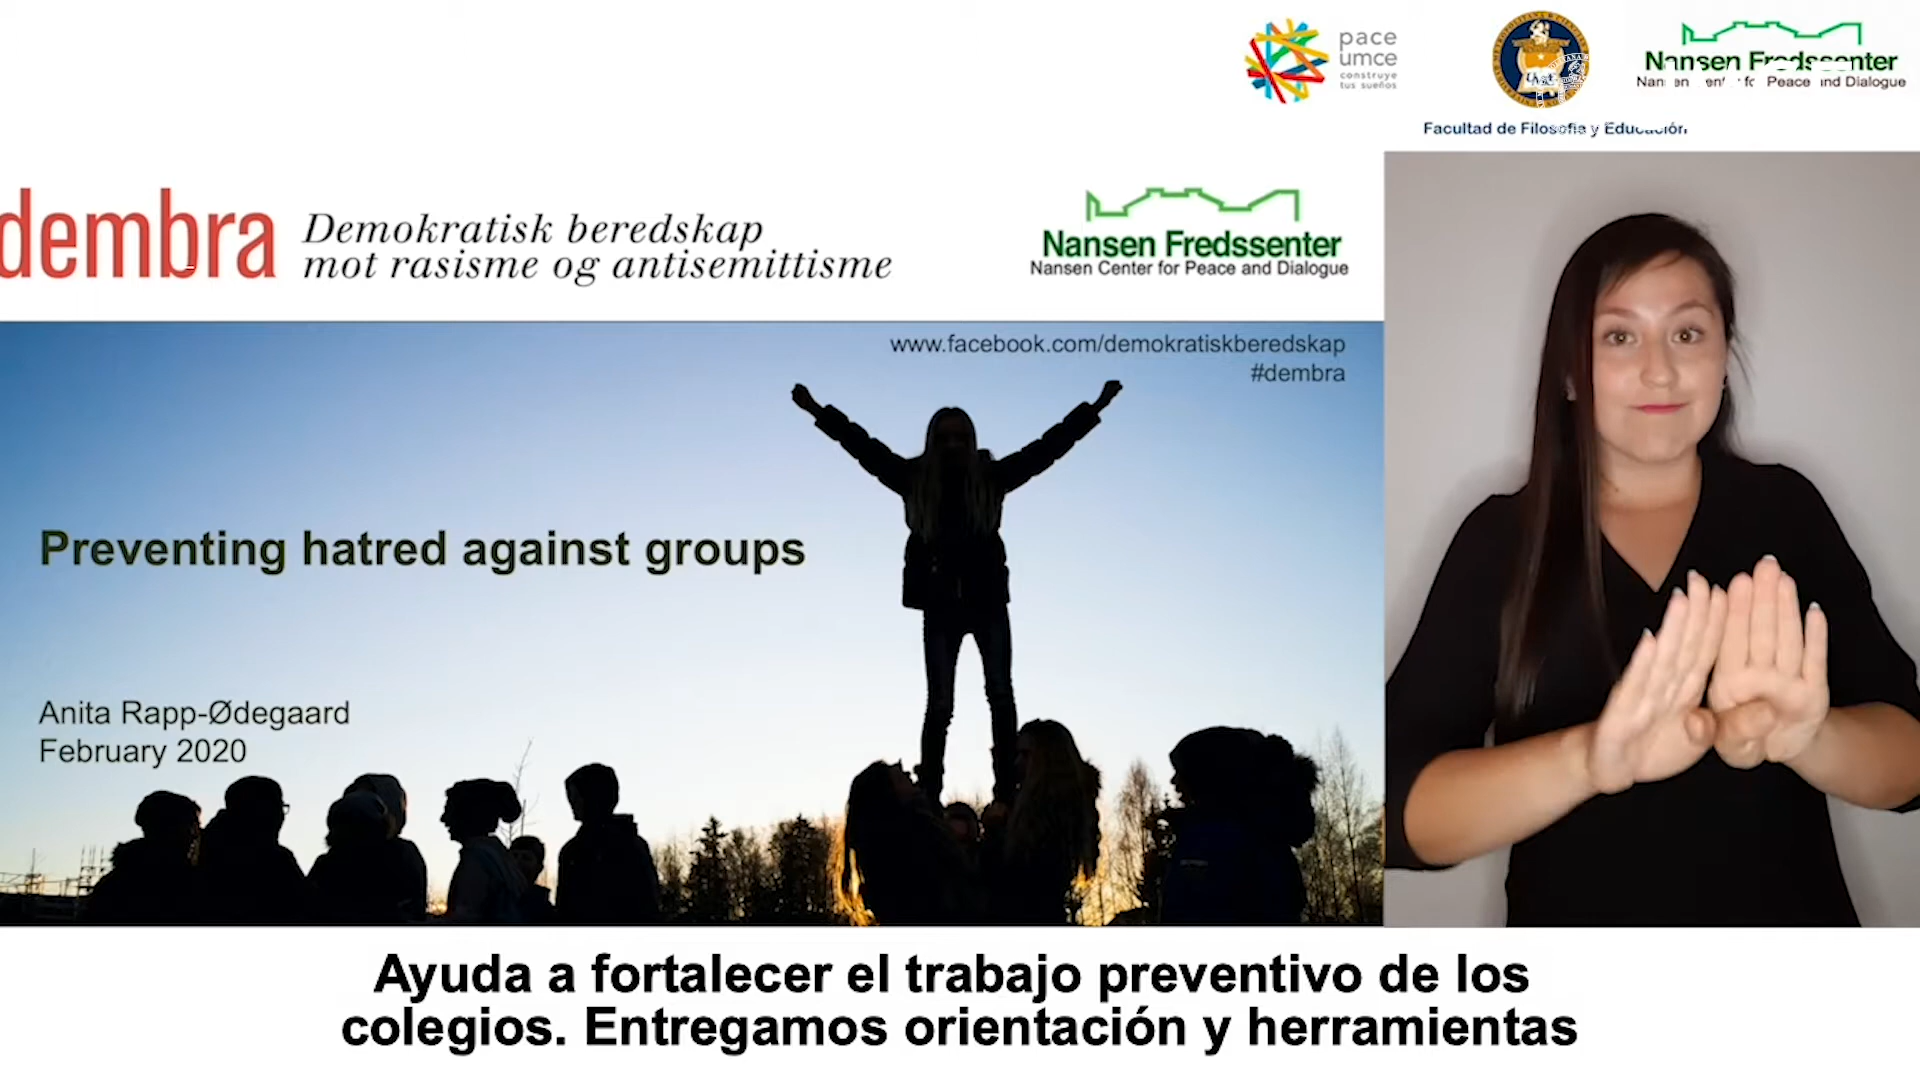 pace
umce
construye
tus sueños
Nansen Fredssenter
Peace and Dialogue
Facultad de Filosofía y Educación
dembra
Demokratisk beredskap
mot rasisme og antisemittisme
Nansen Fredssenter
Nansen Center for Peace and Dialogue
www.facebook.com/demokratiskberedskap
#dembra
Preventing hatred against groups
Anita Rapp-Ødegaard
February 2020
Ayuda a fortalecer el trabajo preventivo de los
colegios. Entregamos orientación y herramientas